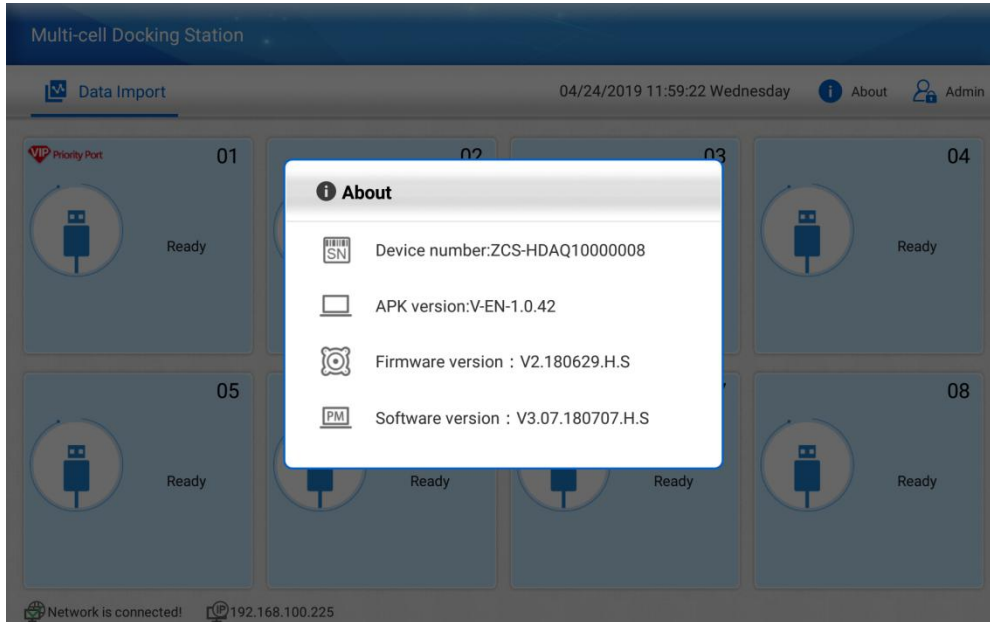 Multi-cell Docking Station
Data Import
04/24/2019 11:59:22 Wednesday
About
Admin
VIP Priority Port
01
02
03
04
Ready
Ready
About
SN
Device number:ZCS-HDAQ10000008
APK version:V-EN-1.0.42
Firmware version：V2.180629.H.S
PM
Software version：V3.07.180707.H.S
05
08
Ready
Ready
Ready
Ready
Network is connected!
IP
192.168.100.225